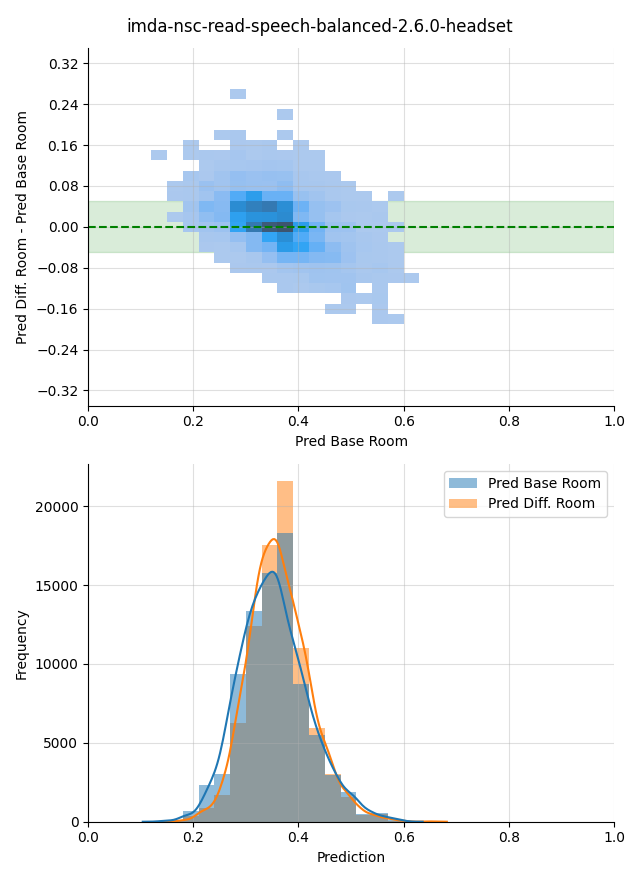 imda-nsc-read-speech-balanced-2.6.0-headset
Pred Diff. Room - Pred Base Room
0.32
0.24
0.16
0.08
0.00
−0.08
−0.16
−0.24
−0.32
0.0 0.2 0.4 0.6 0.8 1.0
Pred Base Room
Pred Base Room
Pred Diff. Room
Frequency
20000
15000
10000
5000
0
0.0 0.2 0.4 0.6 0.8 1.0
Prediction